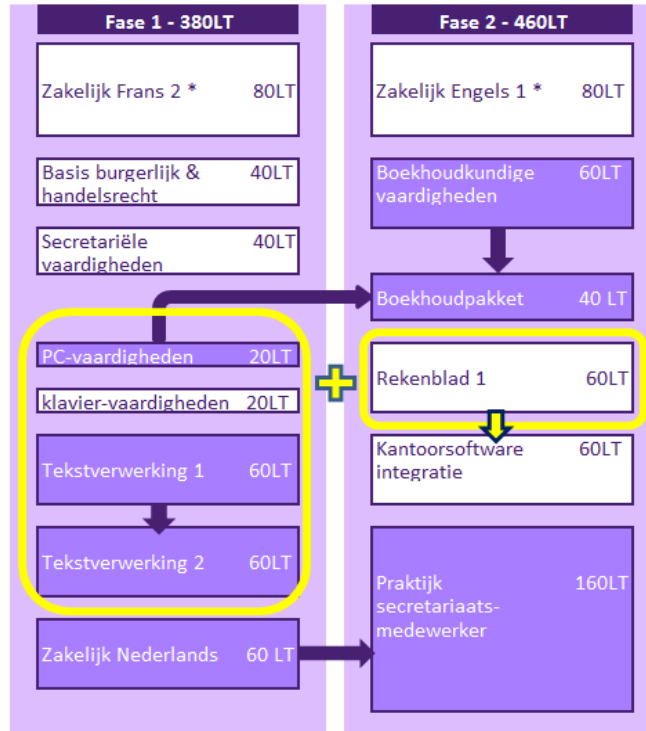 Fase 1 - 380LT
Zakelijk Frans 2 * 80LT
Basis burgerlijk & 40LT
handelsrecht
Secretariële 40LT
vaardigheden
PC-vaardigheden 20LT
klavier-vaardigheden 20LT
Tekstverwerking 1 60LT
Tekstverwerking 2 60LT
Zakelijk Nederlands 60 LT
Fase 2 - 460LT
Zakelijk Engels 1 * 80LT
Boekhoudkundige 60LT
vaardigheden
Boekhoudpakket 40 LT
Rekenblad 1 60LT
Kantoorsoftware 60LT
integratie
Praktijk 160LT
secretariaats-
medewerker